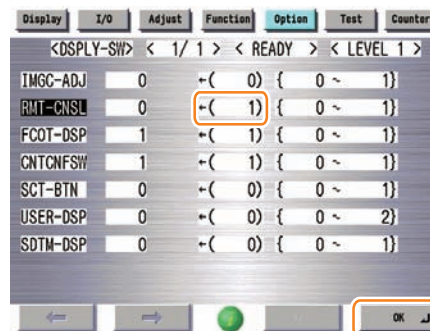 Display I/O Adjust Function Option Test Counter
<DSPLY-SW> < 1/ 1 > < READY > < LEVEL 1 >
IMGC-ADJ 0 ←( 0) { 0 ~ 1}
RMT-CNSL 0 ←( 1) { 0 ~ 1}
FCOT-DSP 1 ←( 1) { 0 ~ 1}
CNTCNFSW 1 ←( 1) { 0 ~ 1}
SCT-BTN 0 ←( 0) { 0 ~ 1}
USER-DSP 0 ←( 0) { 0 ~ 2}
SDTM-DSP 0 ←( 0) { 0 ~ 1}
OK